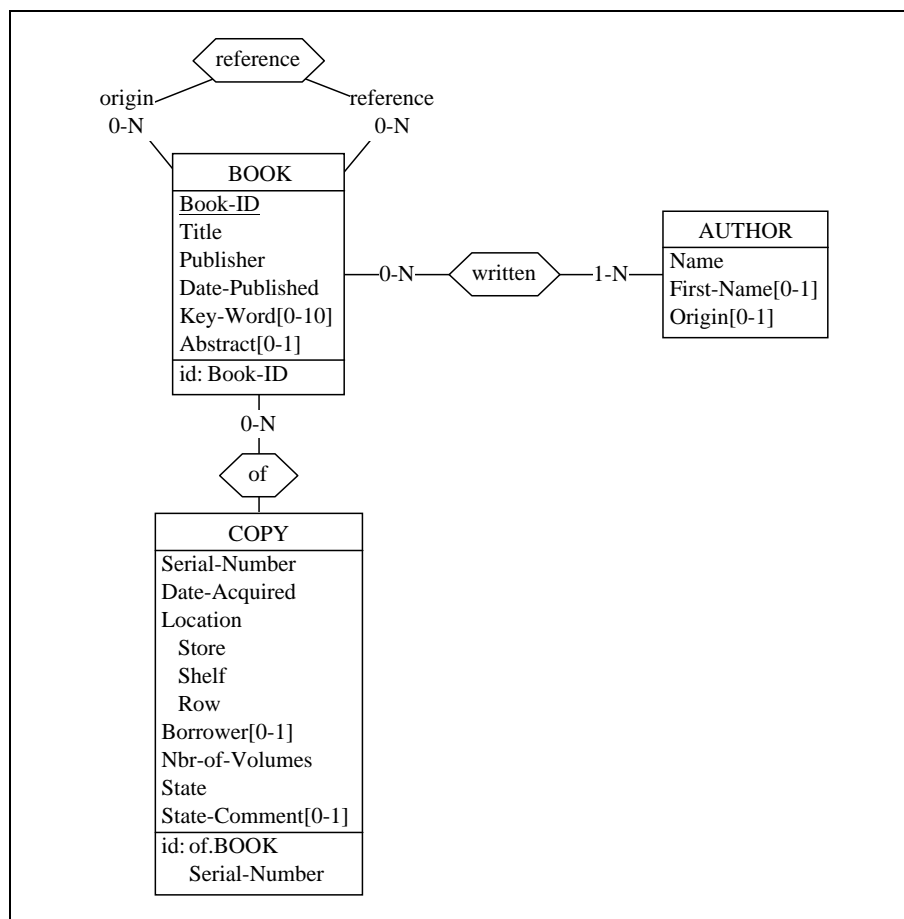 reference
origin
reference
0-N
0-N
BOOK
Book-ID
Title
Publisher
Date-Published
Key-Word[0-10]
Abstract[0-1]
id: Book-ID
0-N
written
1-N
AUTHOR
Name
First-Name[0-1]
Origin[0-1]
0-N
of
COPY
Serial-Number
Date-Acquired
Location
Store
Shelf
Row
Borrower[0-1]
Nbr-of-Volumes
State
State-Comment[0-1]
id: of.BOOK
Serial-Number